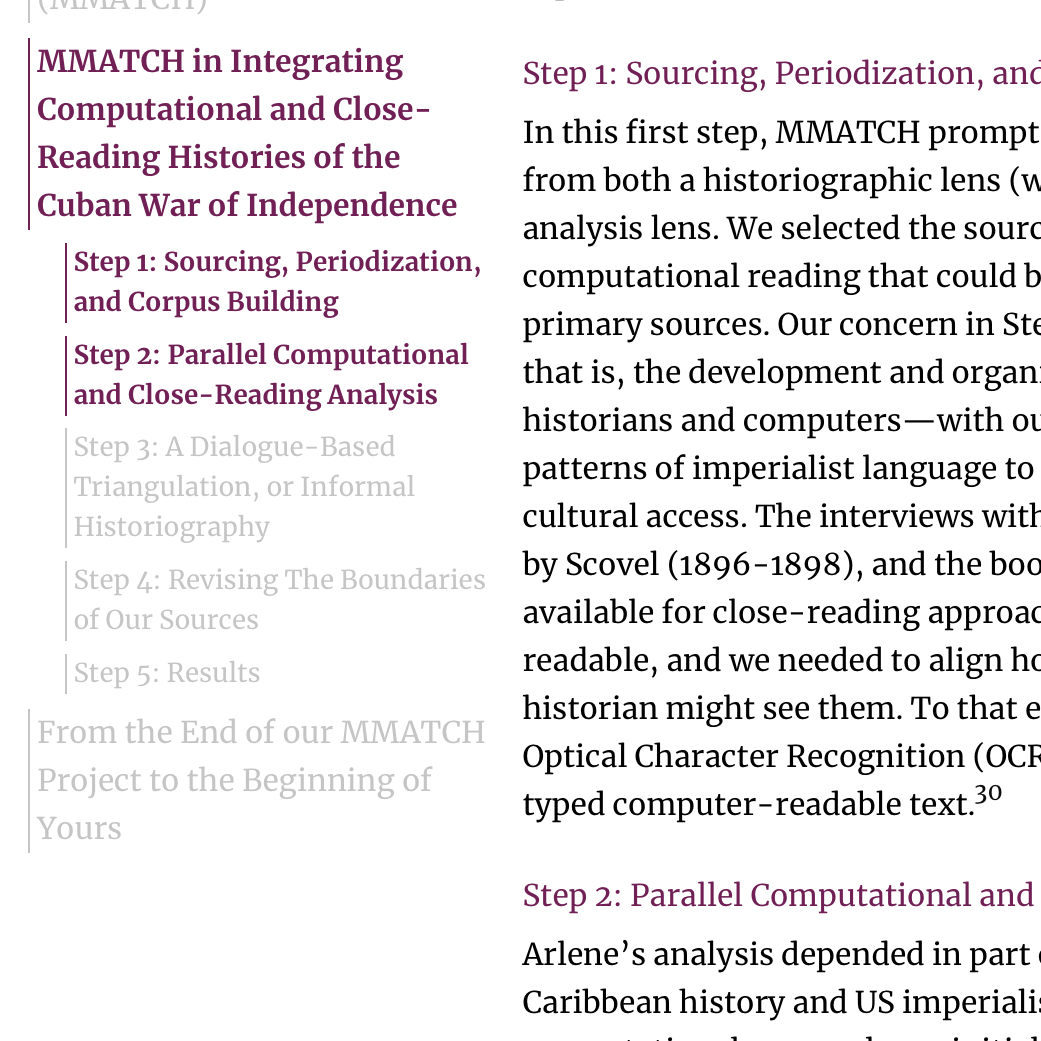 (MMATCH)
MMATCH in Integrating
Computational and Close-
Reading Histories of the
Cuban War of Independence
Step 1: Sourcing, Periodization,
and Corpus Building
Step 2: Parallel Computational
and Close-Reading Analysis
Step 3: A Dialogue-Based
Triangulation, or Informal
Historiography
Step 4: Revising The Boundaries
of Our Sources
Step 5: Results
From the End of our MMATCH
Project to the Beginning of
Yours
Step 1: Sourcing, Periodization, and
In this first step, MMATCH prompt
from both a historiographic lens (w
analysis lens. We selected the sourc
computational reading that could b
primary sources. Our concern in Ste
that is, the development and organi
historians and computers—with ou
patterns of imperialist language to
cultural access. The interviews with
by Scovel (1896-1898), and the boo
available for close-reading approac
readable, and we needed to align ho
historian might see them. To that e
Optical Character Recognition (OCR
typed computer-readable text.30
Step 2: Parallel Computational and
Arlene’s analysis depended in part
Caribbean history and US imperialis